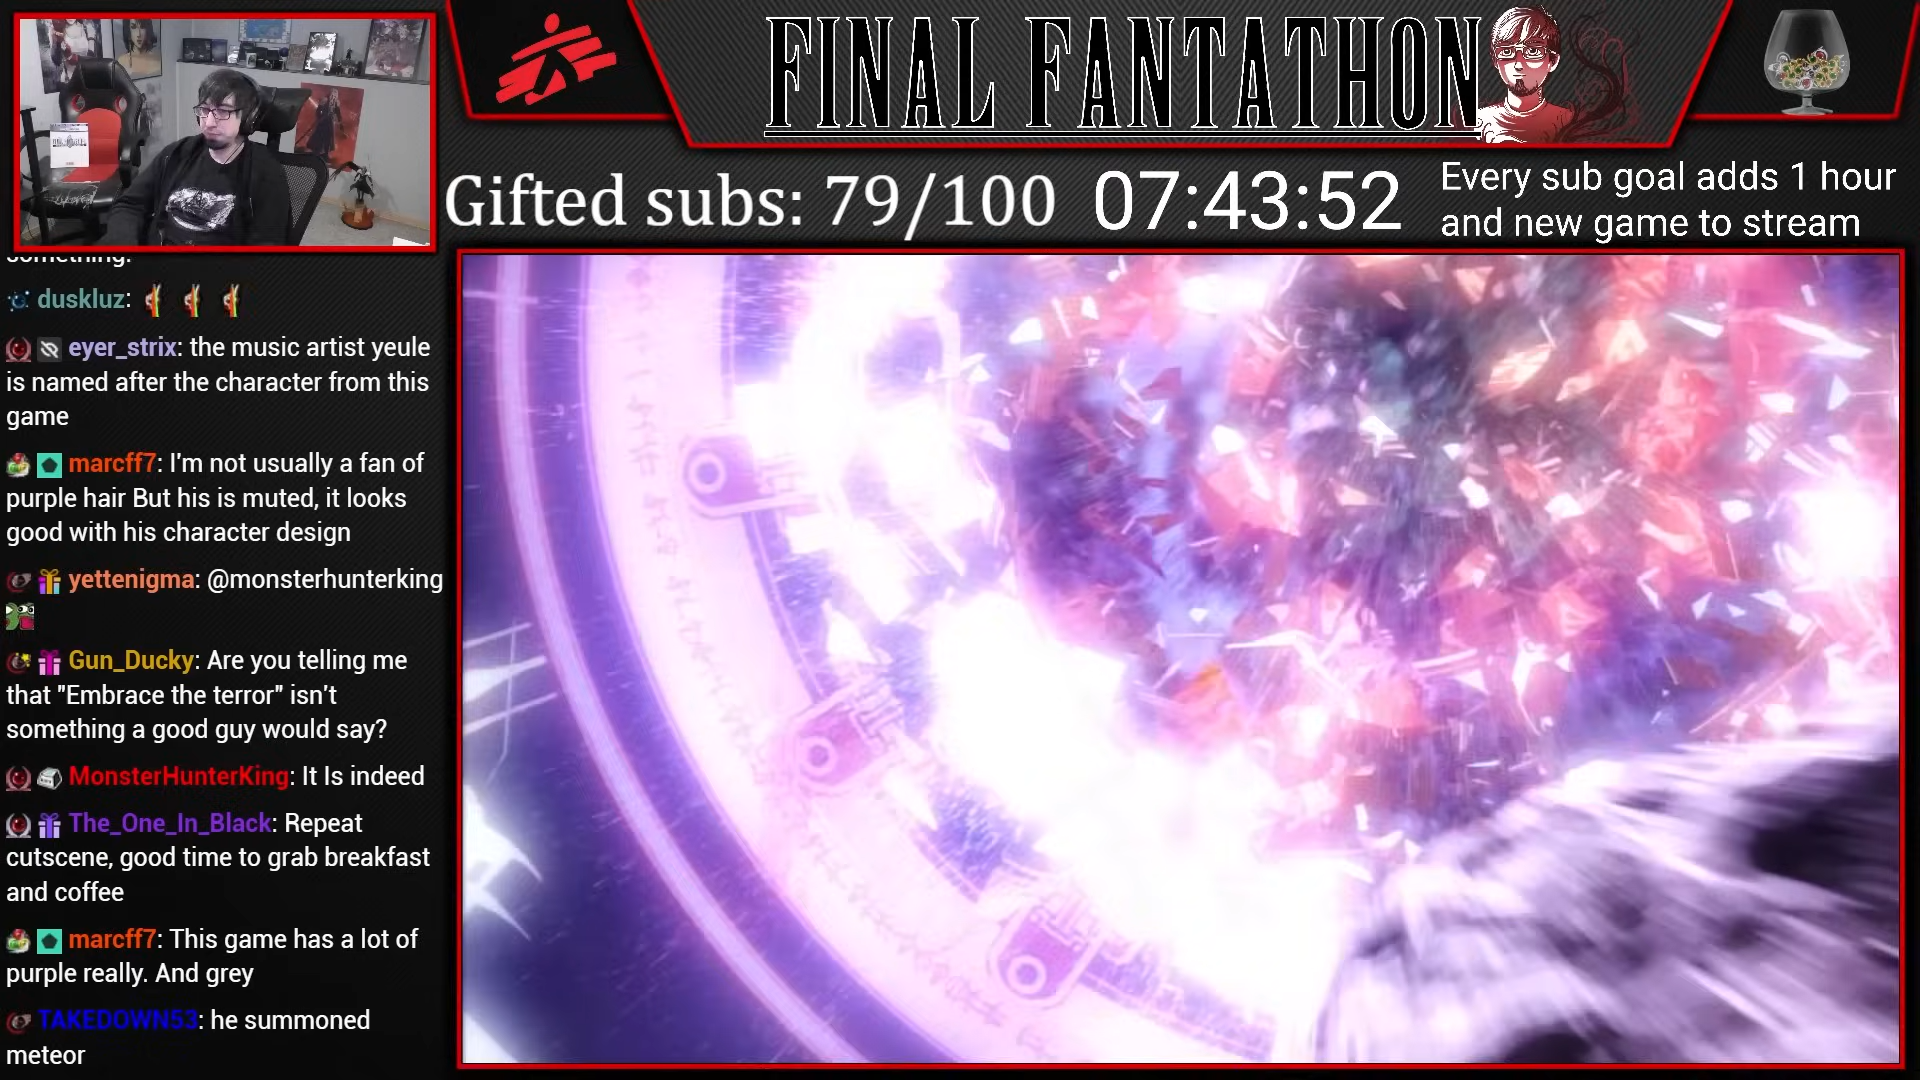 FINAL FANTATHON
Gifted subs: 79/100
07:43:52
Every sub goal adds 1 hour
and new game to stream
something.
duskluz:
eyer_strix: the music artist yeule
is named after the character from this
game
marcff7: I'm not usually a fan of
purple hair But his is muted, it looks
good with his character design
yettenigma: @monsterhunterking
Gun_Ducky: Are you telling me
that "Embrace the terror" isn't
something a good guy would say?
MonsterHunterKing: It Is indeed
The_One_In_Black: Repeat
cutscene, good time to grab breakfast
and coffee
marcff7: This game has a lot of
purple really. And grey
TAKEDOWN53: he summoned
meteor